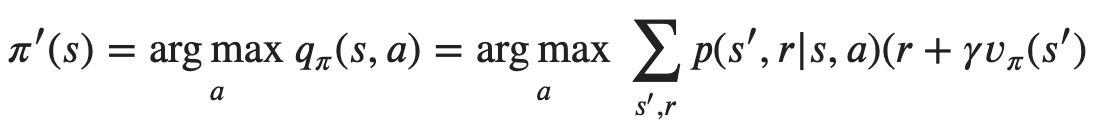 π′(s) = arg max_a q_π(s, a) = arg max_a ∑_{s′,r} p(s′, r|s, a)(r + γv_π(s′)